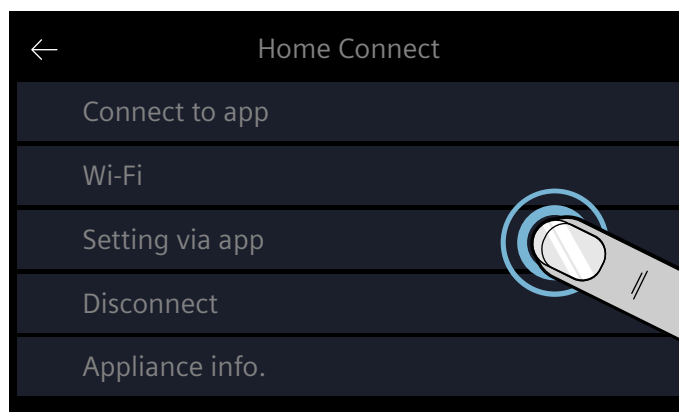 Home Connect
Connect to app
Wi-Fi
Setting via app
Disconnect
Appliance info.